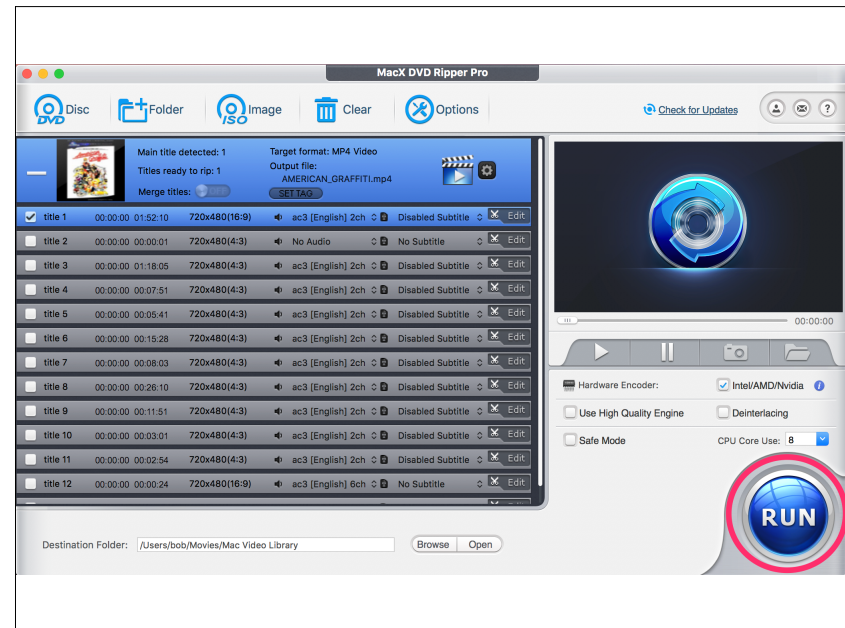 MacX DVD Ripper Pro
DVD Disc
Folder
ISO Image
Clear
Options
Check for Updates
?
Main title detected: 1
Titles ready to rip: 1
Merge titles: OFF
Target format: MP4 Video
Output file:
AMERICAN_GRAFFITI.mp4
SET TAG
title 1 00:00:00 01:52:10 720x480(16:9) ac3 [English] 2ch Disabled Subtitle Edit
title 2 00:00:00 00:00:01 720x480(4:3) No Audio No Subtitle Edit
title 3 00:00:00 01:18:05 720x480(4:3) ac3 [English] 2ch Disabled Subtitle Edit
title 4 00:00:00 00:07:51 720x480(4:3) ac3 [English] 2ch Disabled Subtitle Edit
title 5 00:00:00 00:05:41 720x480(4:3) ac3 [English] 2ch Disabled Subtitle Edit
title 6 00:00:00 00:15:28 720x480(4:3) ac3 [English] 2ch Disabled Subtitle Edit
title 7 00:00:00 00:08:03 720x480(4:3) ac3 [English] 2ch Disabled Subtitle Edit
title 8 00:00:00 00:26:10 720x480(4:3) ac3 [English] 2ch Disabled Subtitle Edit
title 9 00:00:00 00:11:51 720x480(4:3) ac3 [English] 2ch Disabled Subtitle Edit
title 10 00:00:00 00:03:01 720x480(4:3) ac3 [English] 2ch Disabled Subtitle Edit
title 11 00:00:00 00:02:54 720x480(4:3) ac3 [English] 2ch Disabled Subtitle Edit
title 12 00:00:00 00:00:24 720x480(16:9) ac3 [English] 6ch No Subtitle Edit
00:00:00
Hardware Encoder: Intel/AMD/Nvidia i
Use High Quality Engine Deinterlacing
Safe Mode CPU Core Use: 8
RUN
Destination Folder: /Users/bob/Movies/Mac Video Library Browse Open